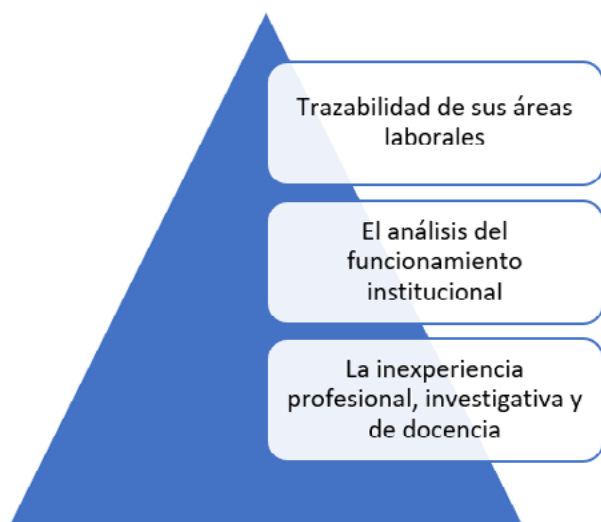 Trazabilidad de sus áreas
laborales
El análisis del
funcionamiento
institucional
La inexperiencia
profesional, investigativa y
de docencia